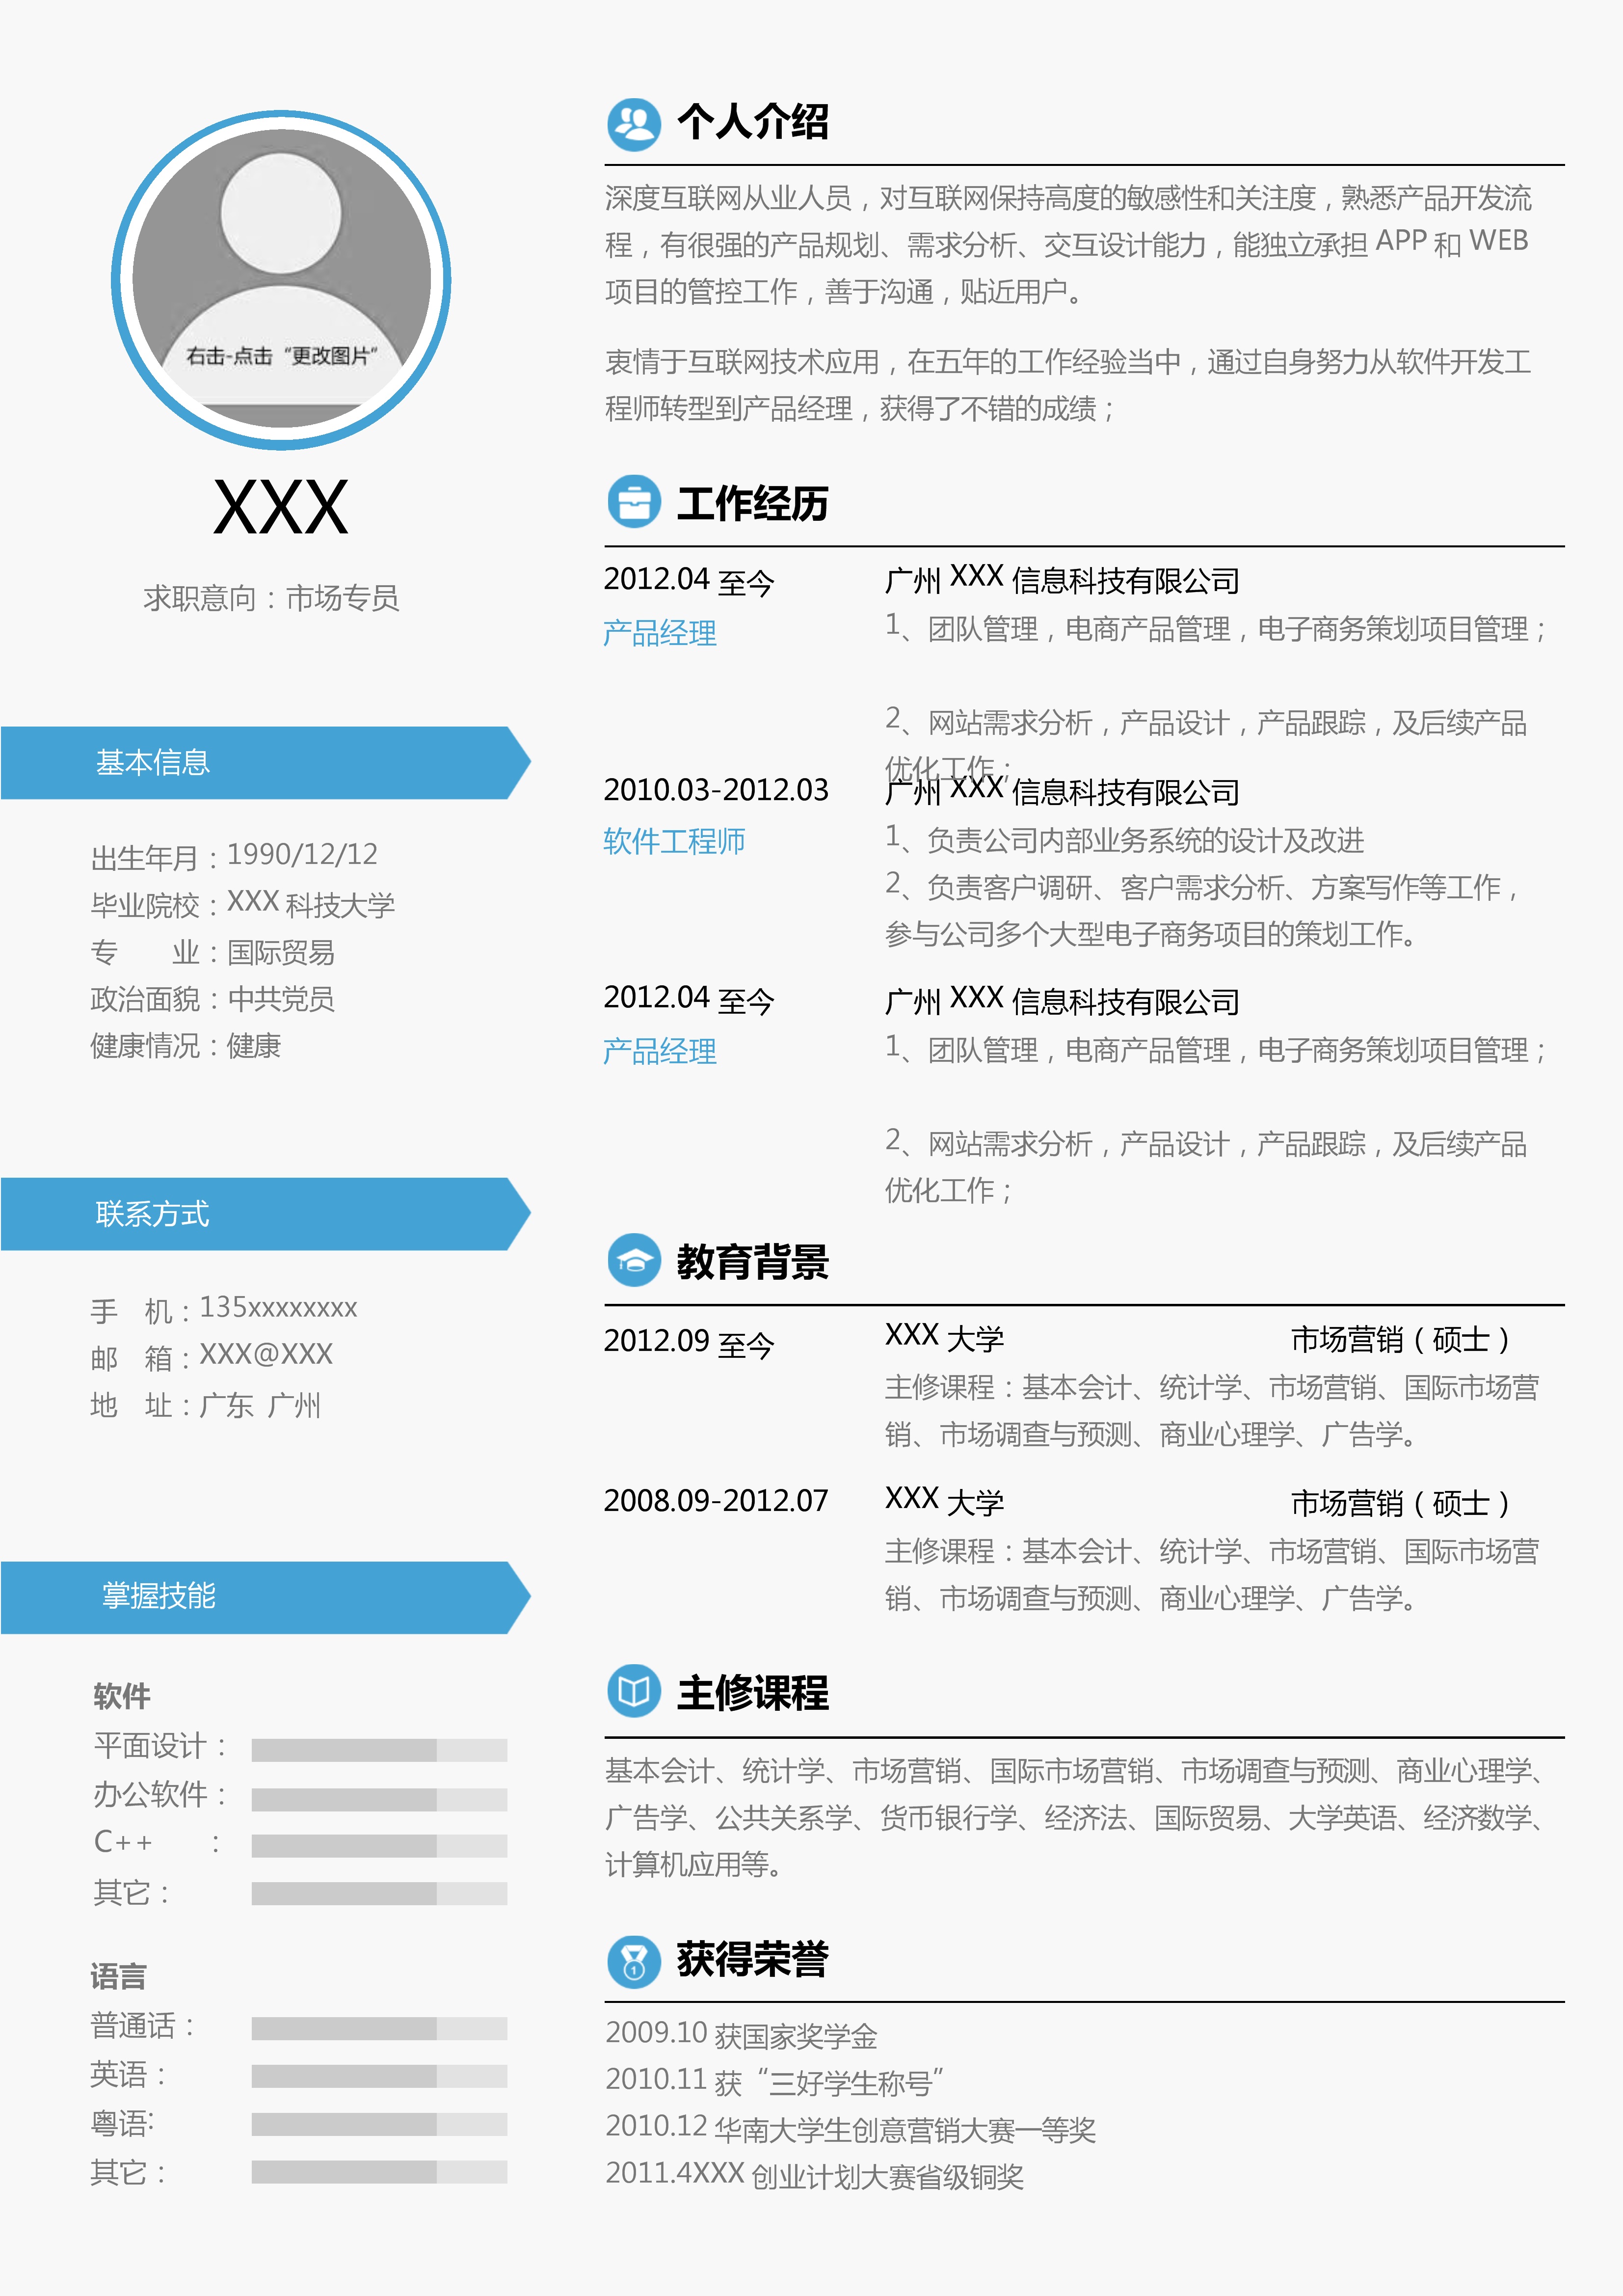 右击-点击“更改图片”
XXX
求职意向：市场专员
基本信息
出生年月：1990/12/12
毕业院校：XXX 科技大学
专　　业：国际贸易
政治面貌：中共党员
健康情况：健康
联系方式
手　机：135xxxxxxxx
邮　箱：XXX@XXX
地　址：广东 广州
掌握技能
软件
平面设计：
办公软件：
C++　　：
其它：
语言
普通话：
英语：
粤语:
其它：
个人介绍
深度互联网从业人员，对互联网保持高度的敏感性和关注度，熟悉产品开发流
程，有很强的产品规划、需求分析、交互设计能力，能独立承担 APP 和 WEB
项目的管控工作，善于沟通，贴近用户。
衷情于互联网技术应用，在五年的工作经验当中，通过自身努力从软件开发工
程师转型到产品经理，获得了不错的成绩；
工作经历
2012.04 至今　广州 XXX 信息科技有限公司
产品经理　1、团队管理，电商产品管理，电子商务策划项目管理；
2、网站需求分析，产品设计，产品跟踪，及后续产品
优化工作；
2010.03-2012.03　广州 XXX 信息科技有限公司
软件工程师　1、负责公司内部业务系统的设计及改进
2、负责客户调研、客户需求分析、方案写作等工作，
参与公司多个大型电子商务项目的策划工作。
2012.04 至今　广州 XXX 信息科技有限公司
产品经理　1、团队管理，电商产品管理，电子商务策划项目管理；
2、网站需求分析，产品设计，产品跟踪，及后续产品
优化工作；
教育背景
2012.09 至今　XXX 大学　市场营销（硕士）
主修课程：基本会计、统计学、市场营销、国际市场营
销、市场调查与预测、商业心理学、广告学。
2008.09-2012.07　XXX 大学　市场营销（硕士）
主修课程：基本会计、统计学、市场营销、国际市场营
销、市场调查与预测、商业心理学、广告学。
主修课程
基本会计、统计学、市场营销、国际市场营销、市场调查与预测、商业心理学、
广告学、公共关系学、货币银行学、经济法、国际贸易、大学英语、经济数学、
计算机应用等。
获得荣誉
2009.10 获国家奖学金
2010.11 获“三好学生称号”
2010.12 华南大学生创意营销大赛一等奖
2011.4XXX 创业计划大赛省级铜奖